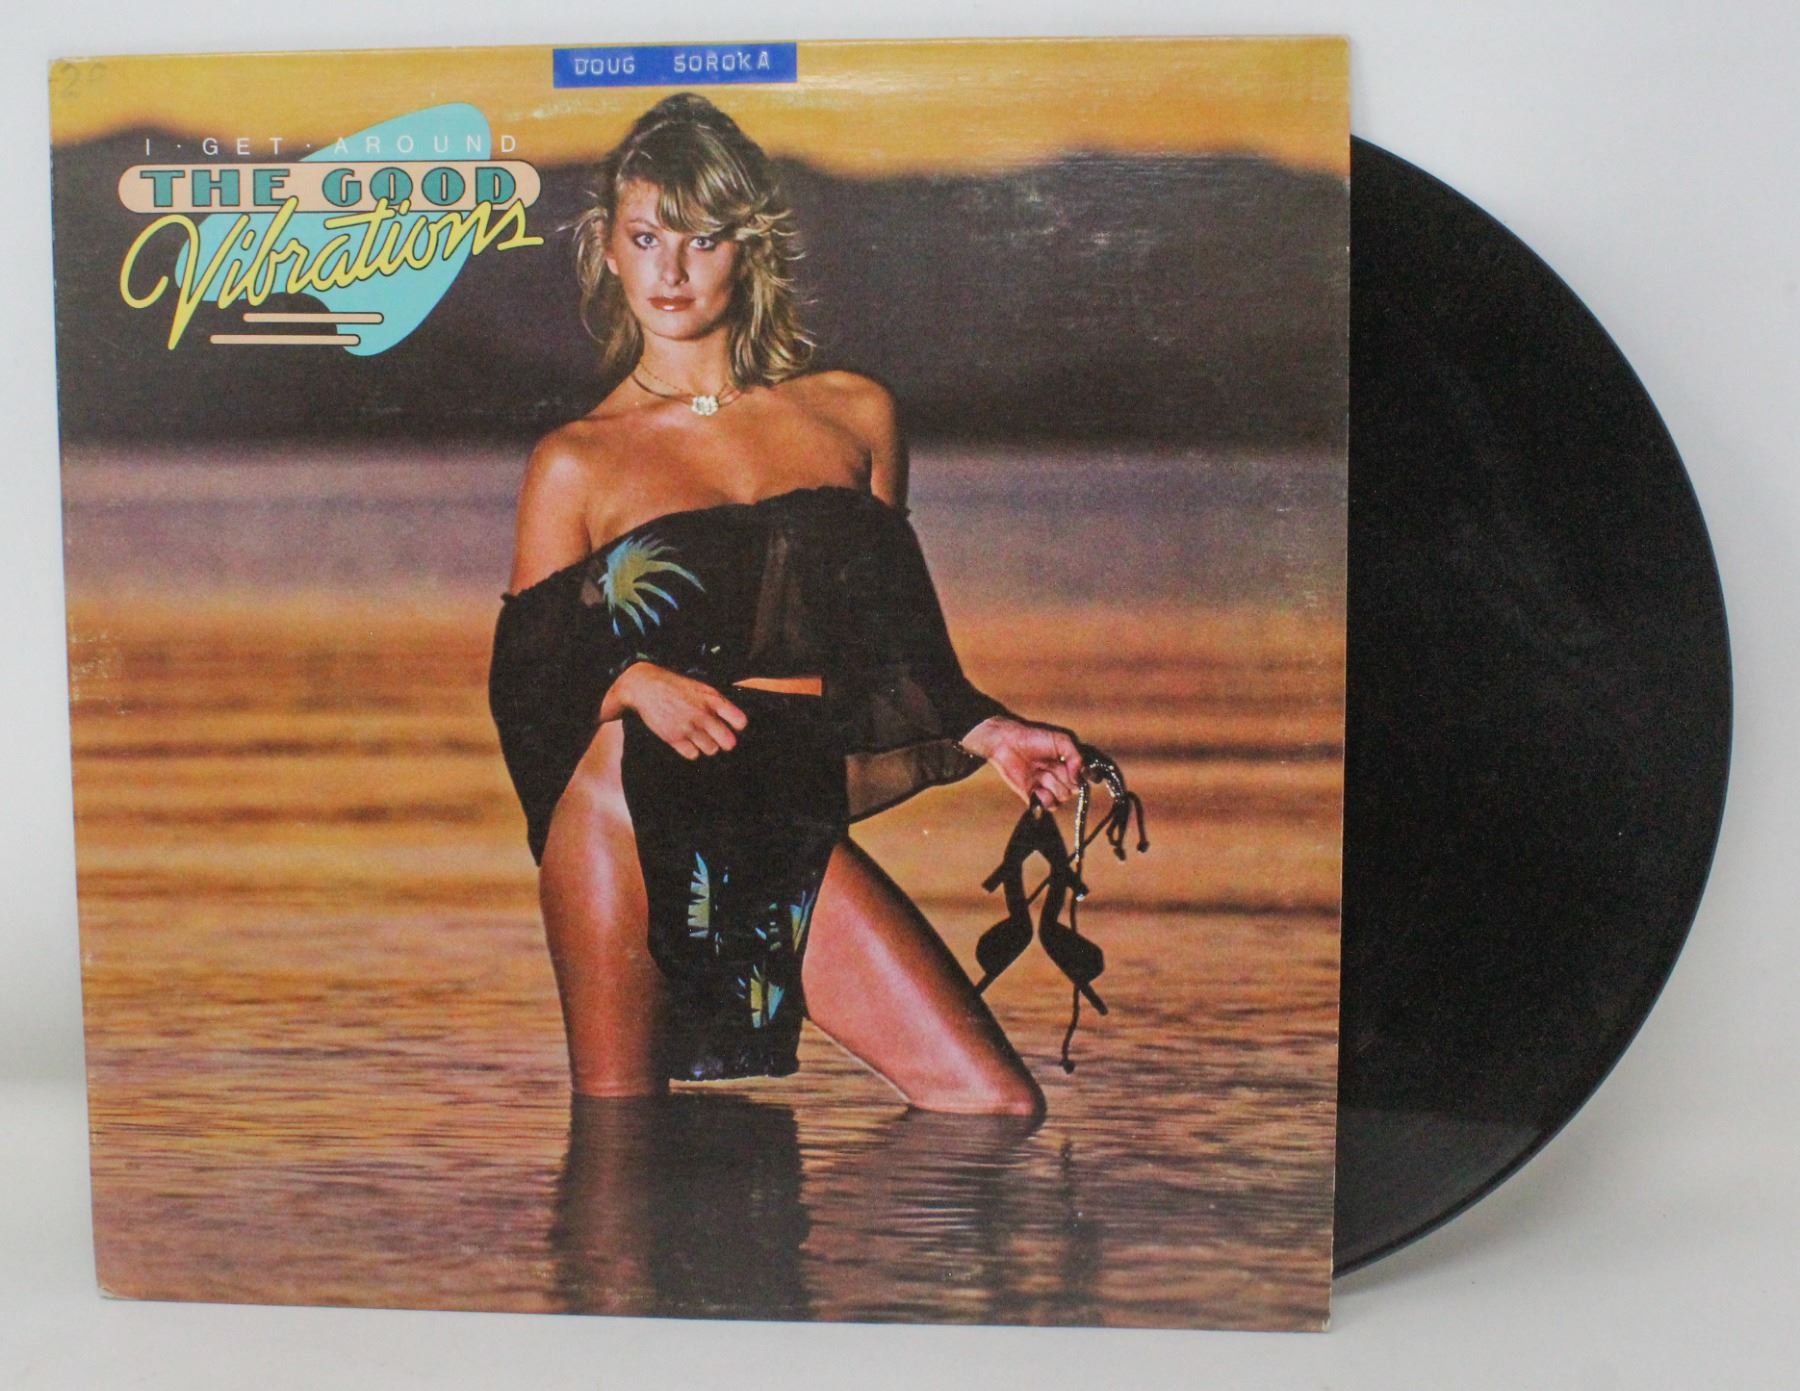 DOUG SOROKA
I · GET · AROUND
THE GOOD
Vibrations